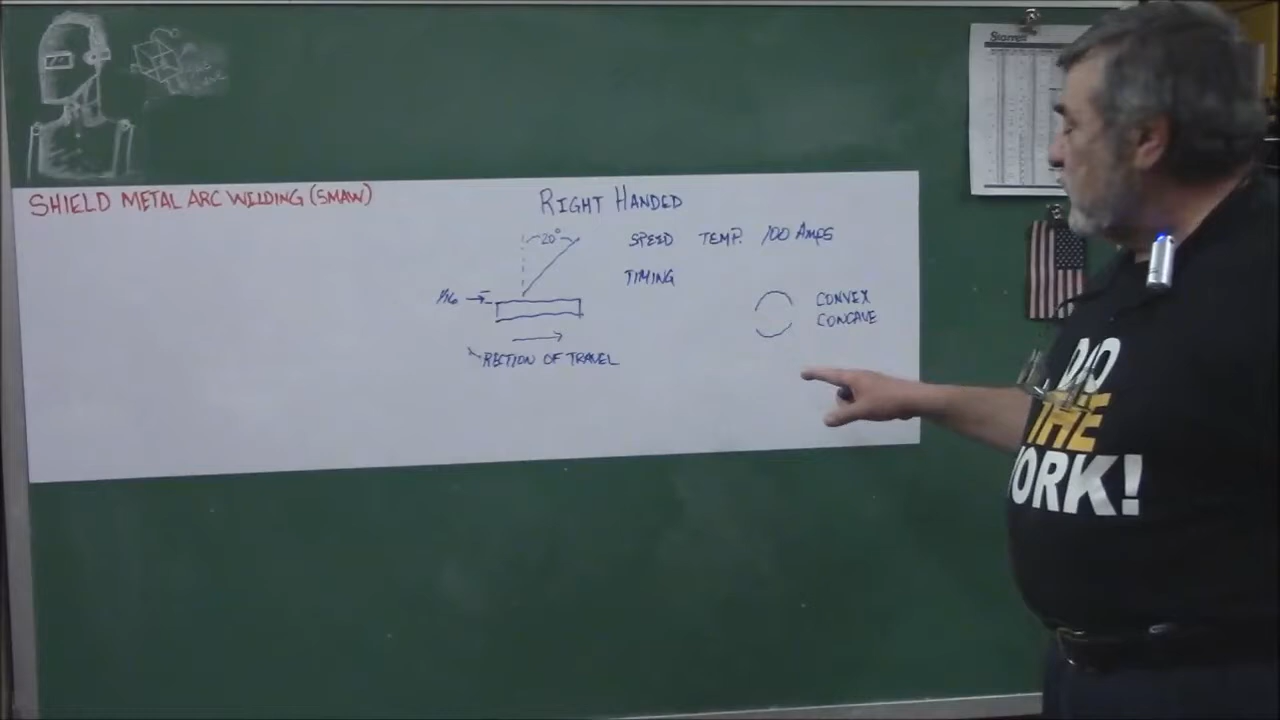 SHIELD METAL ARC WELDING (SMAW)
RIGHT HANDED
20°
SPEED TEMP. 100 AMPS
TIMING
1/16
CONVEX
CONCAVE
RECTION OF TRAVEL
Starrett
DO
THE
WORK!